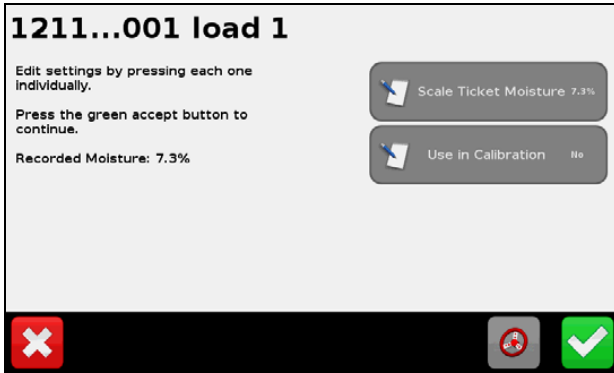 1211...001 load 1
Edit settings by pressing each one
individually.
Press the green accept button to
continue.
Recorded Moisture: 7.3%
Scale Ticket Moisture 7.3%
Use in Calibration No